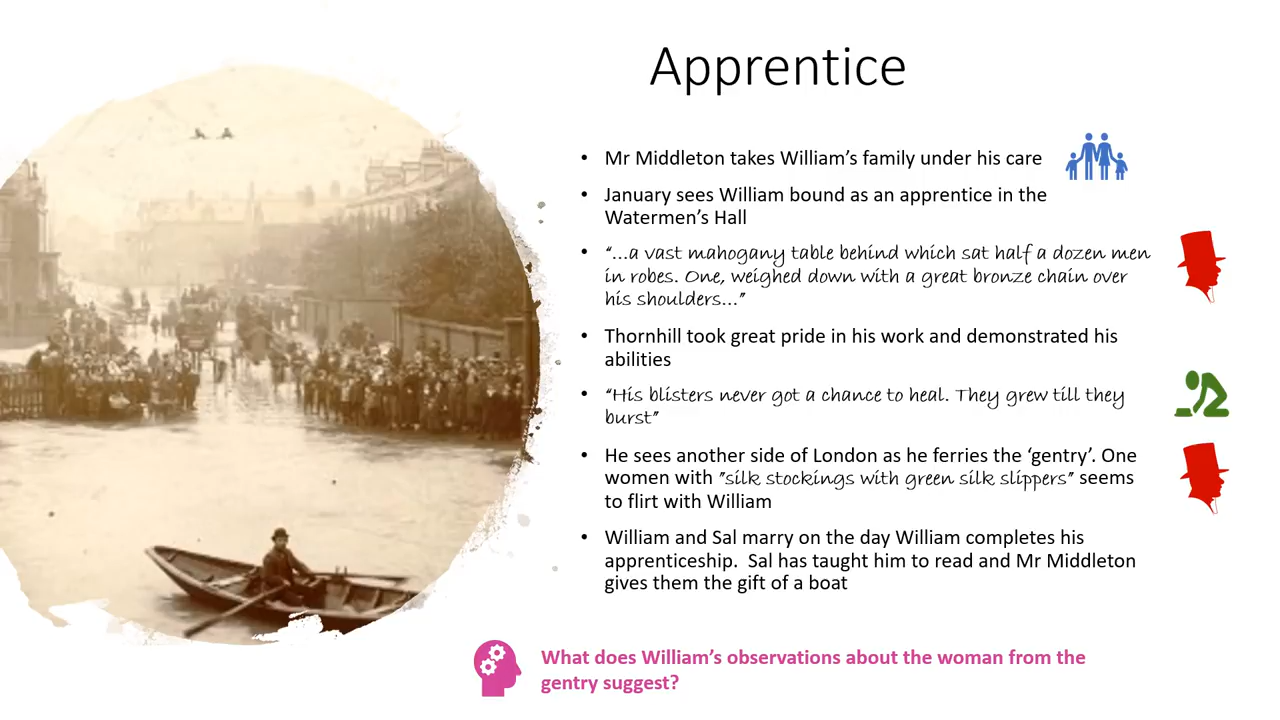 Apprentice
• Mr Middleton takes William's family under his care
• January sees William bound as an apprentice in the
Watermen's Hall
• “…a vast mahogany table behind which sat half a dozen men
in robes. One, weighed down with a great bronze chain over
his shoulders…”
• Thornhill took great pride in his work and demonstrated his
abilities
• “His blisters never got a chance to heal. They grew till they
burst”
• He sees another side of London as he ferries the ‘gentry’. One
women with ”silk stockings with green silk slippers” seems
to flirt with William
• William and Sal marry on the day William completes his
apprenticeship.  Sal has taught him to read and Mr Middleton
gives them the gift of a boat
What does William's observations about the woman from the
gentry suggest?